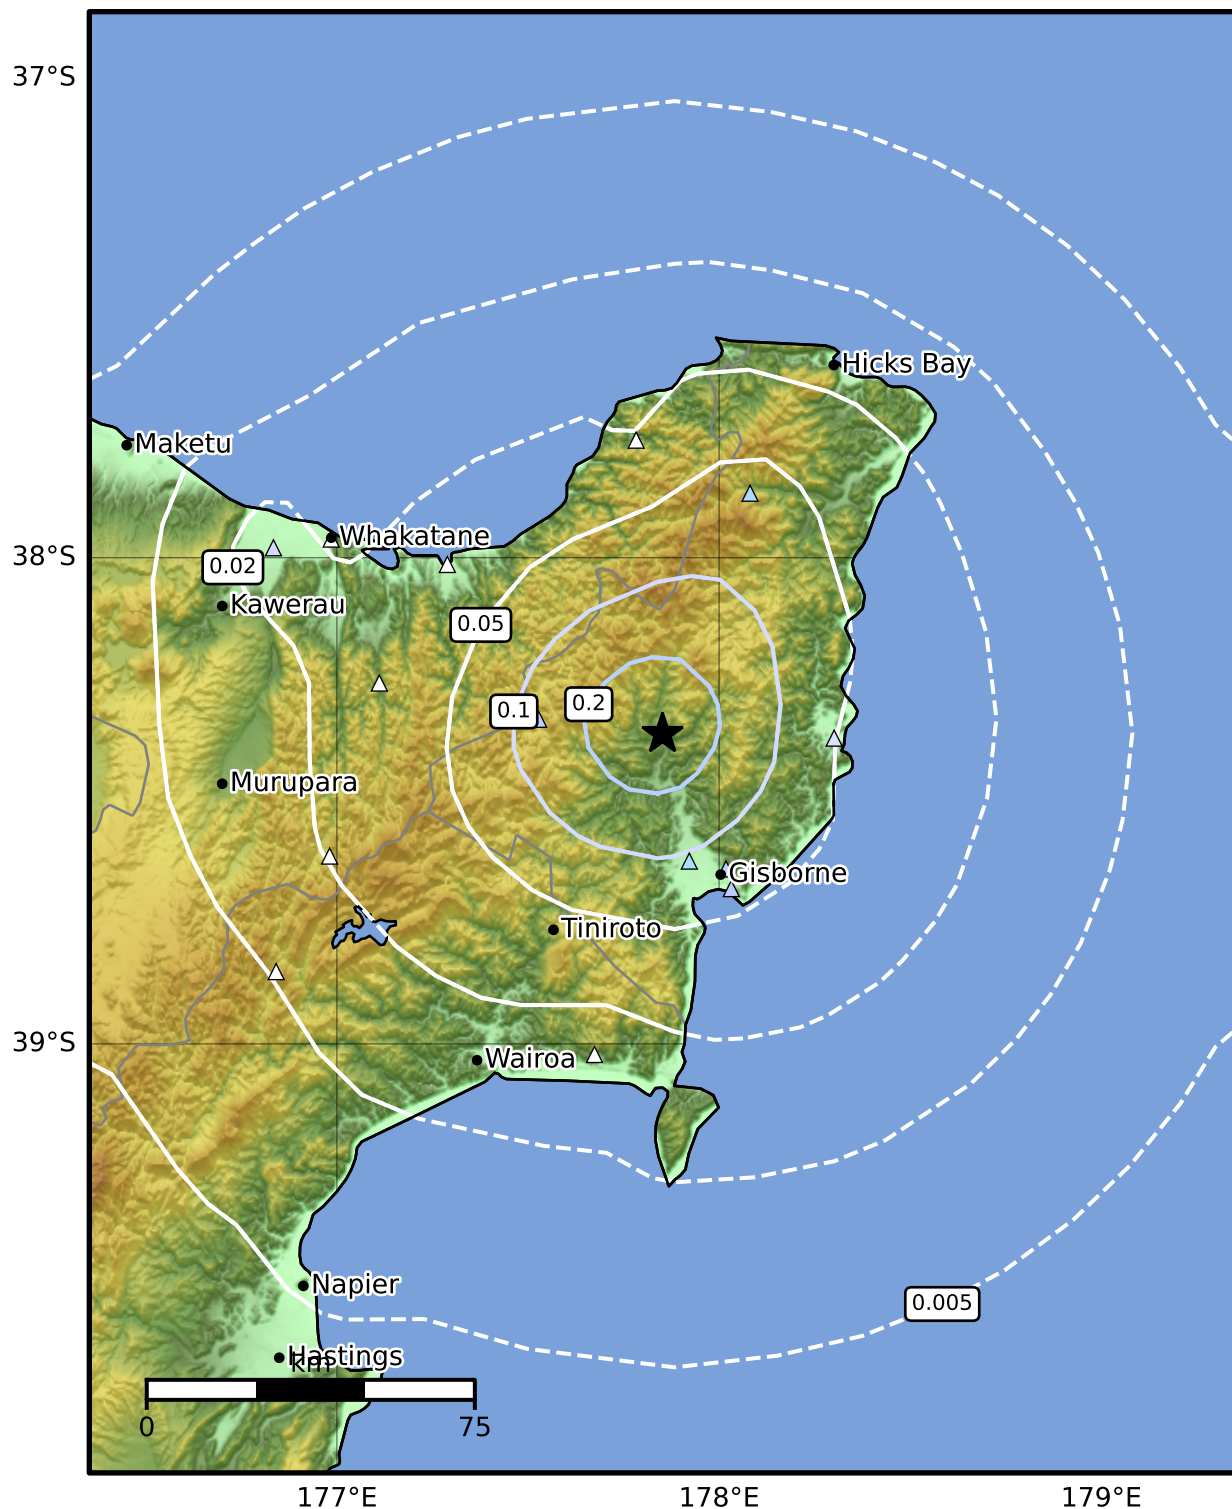 37°S
Hicks Bay
Maketu
Whakatane
38°S
0.02
Kawerau
0.05
0.1
0.2
Murupara
Gisborne
Tiniroto
39°S
Wairoa
Napier
0.005
Hastings
km
0
75
177°E
178°E
179°E